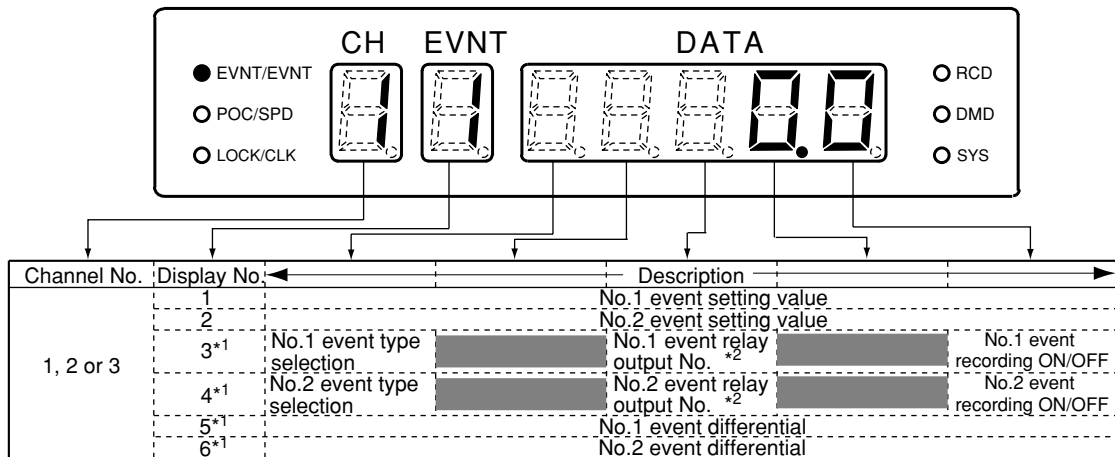 CH EVNT DATA
EVNT/EVNT 1 1 0.0 RCD
POC/SPD DMD
LOCK/CLK SYS
Channel No. Display No. Description
1 No.1 event setting value
2 No.2 event setting value
1, 2 or 3
3*1 No.1 event type selection No.1 event relay output No. *2 No.1 event recording ON/OFF
4*1 No.2 event type selection No.2 event relay output No. *2 No.2 event recording ON/OFF
5*1 No.1 event differential
6*1 No.2 event differential